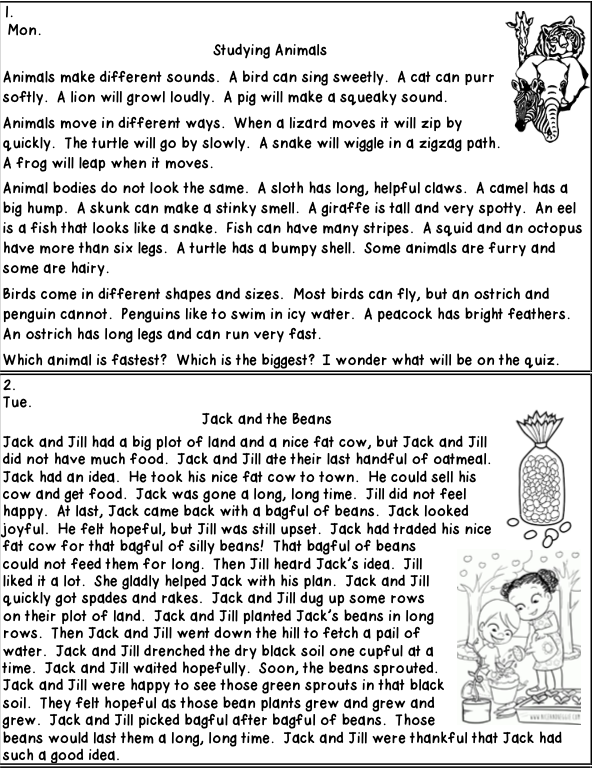 1.
Mon.
Studying Animals
Animals make different sounds. A bird can sing sweetly. A cat can purr
softly. A lion will growl loudly. A pig will make a squeaky sound.
Animals move in different ways. When a lizard moves it will zip by
quickly. The turtle will go by slowly. A snake will wiggle in a zigzag path.
A frog will leap when it moves.
Animal bodies do not look the same. A sloth has long, helpful claws. A camel has a
big hump. A skunk can make a stinky smell. A giraffe is tall and very spotty. An eel
is a fish that looks like a snake. Fish can have many stripes. A squid and an octopus
have more than six legs. A turtle has a bumpy shell. Some animals are furry and
some are hairy.
Birds come in different shapes and sizes. Most birds can fly, but an ostrich and
penguin cannot. Penguins like to swim in icy water. A peacock has bright feathers.
An ostrich has long legs and can run very fast.
Which animal is fastest? Which is the biggest? I wonder what will be on the quiz.
2.
Tue.
Jack and the Beans
Jack and Jill had a big plot of land and a nice fat cow, but Jack and Jill
did not have much food. Jack and Jill ate their last handful of oatmeal.
Jack had an idea. He took his nice fat cow to town. He could sell his
cow and get food. Jack was gone a long, long time. Jill did not feel
happy. At last, Jack came back with a bagful of beans. Jack looked
joyful. He felt hopeful, but Jill was still upset. Jack had traded his nice
fat cow for that bagful of silly beans! That bagful of beans
could not feed them for long. Then Jill heard Jack's idea. Jill
liked it a lot. She gladly helped Jack with his plan. Jack and Jill
quickly got spades and rakes. Jack and Jill dug up some rows
on their plot of land. Jack and Jill planted Jack's beans in long
rows. Then Jack and Jill went down the hill to fetch a pail of
water. Jack and Jill drenched the dry black soil one cupful at a
time. Jack and Jill waited hopefully. Soon, the beans sprouted.
Jack and Jill were happy to see those green sprouts in that black
soil. They felt hopeful as those bean plants grew and grew and
grew. Jack and Jill picked bagful after bagful of beans. Those
beans would last them a long, long time. Jack and Jill were thankful that Jack had
such a good idea.